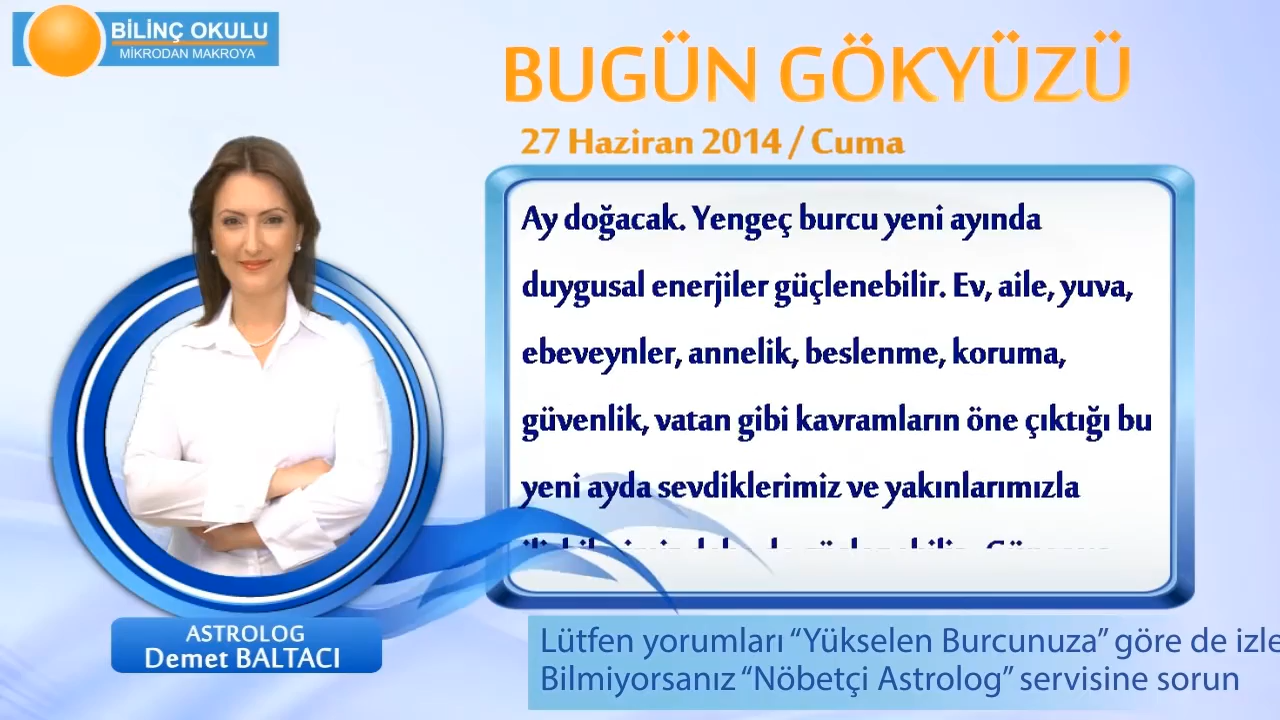 BİLİNÇ OKULU
MİKRODAN MAKROYA
BUGÜN GÖKYÜZÜ
27 Haziran 2014 / Cuma
Ay doğacak. Yengeç burcu yeni ayında
duygusal enerjiler güçlenebilir. Ev, aile, yuva,
ebeveynler, annelik, beslenme, koruma,
güvenlik, vatan gibi kavramların öne çıktığı bu
yeni ayda sevdiklerimiz ve yakınlarımızla
ASTROLOG
Demet BALTACI
Lütfen yorumları “Yükselen Burcunuza” göre de izle
Bilmiyorsanız “Nöbetçi Astrolog” servisine sorun